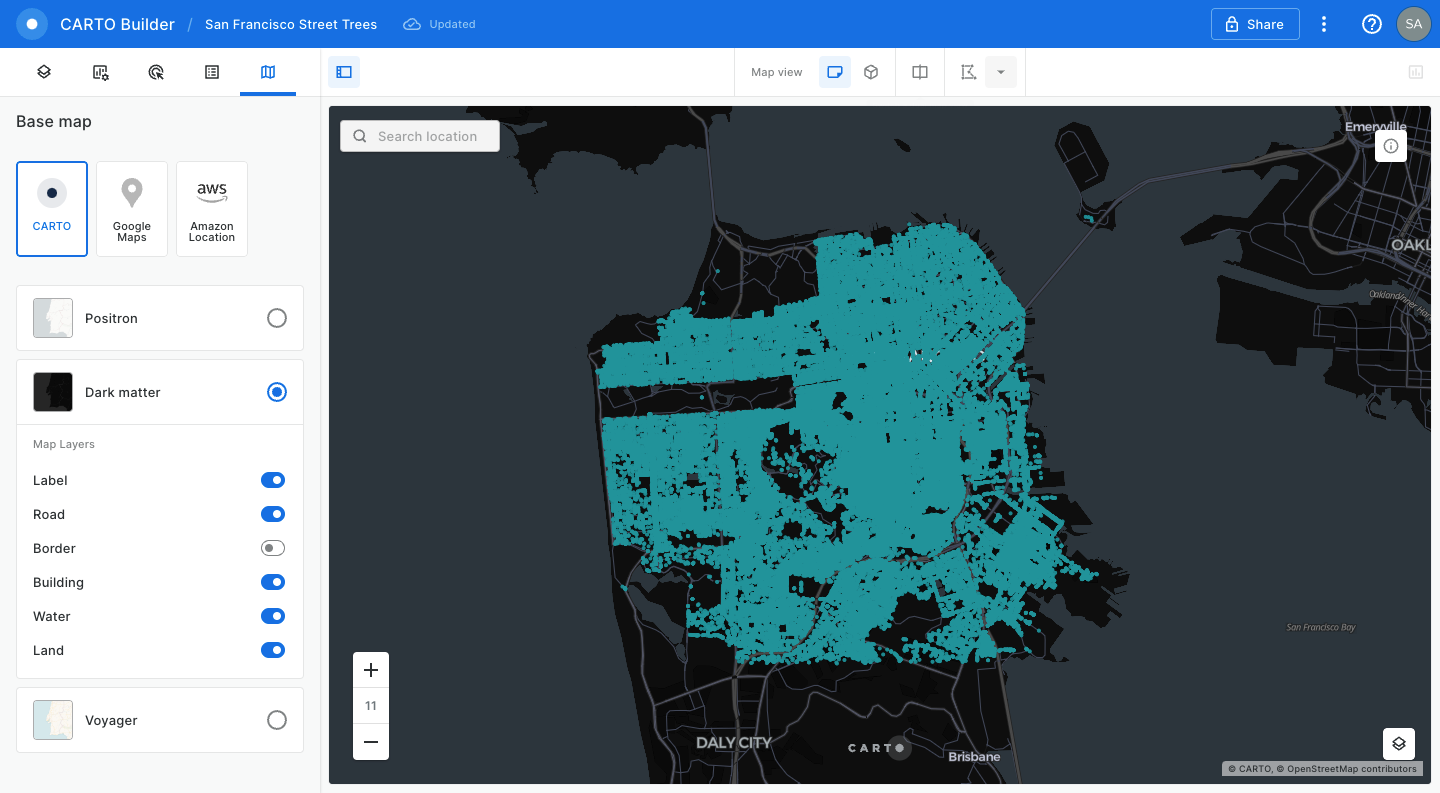 CARTO Builder / San Francisco Street Trees Updated Share SA
Map view
Base map
CARTO
Google
Maps
aws
Amazon
Location
Positron
Dark matter
Map Layers
Label
Road
Border
Building
Water
Land
Voyager
Search location
Emeryville
OAKL
Oakland Inner Har
San Francisco Bay
11
DALY CITY
CARTO
Brisbane
© CARTO, © OpenStreetMap contributors